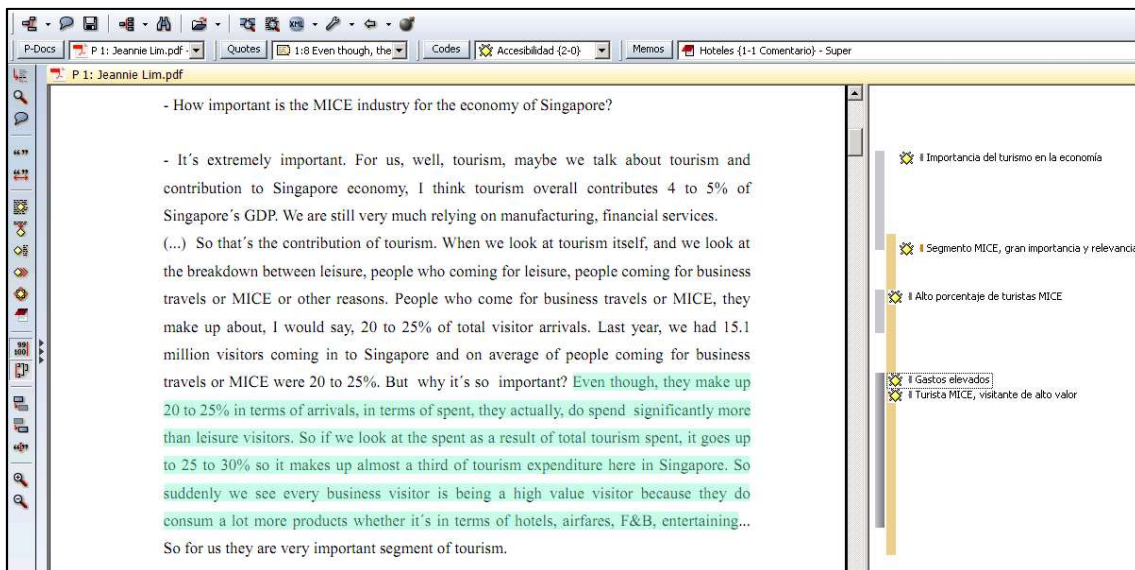 P-Docs P 1: Jeannie Lim.pdf - Quotes 1:8 Even though, the Codes Accesibilidad {2-0} Memos Hoteles {1-1 Comentario} - Super
P 1: Jeannie Lim.pdf
- How important is the MICE industry for the economy of Singapore?
- It´s extremely important. For us, well, tourism, maybe we talk about tourism and
contribution to Singapore economy, I think tourism overall contributes 4 to 5% of
Singapore´s GDP. We are still very much relying on manufacturing, financial services.
(...) So that´s the contribution of tourism. When we look at tourism itself, and we look at
the breakdown between leisure, people who coming for leisure, people coming for business
travels or MICE or other reasons. People who come for business travels or MICE, they
make up about, I would say, 20 to 25% of total visitor arrivals. Last year, we had 15.1
million visitors coming in to Singapore and on average of people coming for business
travels or MICE were 20 to 25%. But why it´s so important? Even though, they make up
20 to 25% in terms of arrivals, in terms of spent, they actually, do spend significantly more
than leisure visitors. So if we look at the spent as a result of total tourism spent, it goes up
to 25 to 30% so it makes up almost a third of tourism expenditure here in Singapore. So
suddenly we see every business visitor is being a high value visitor because they do
consum a lot more products whether it´s in terms of hotels, airfares, F&B, entertaining...
So for us they are very important segment of tourism.
Importancia del turismo en la economía
Segmento MICE, gran importancia y relevancia
Alto porcentaje de turistas MICE
Gastos elevados
Turista MICE, visitante de alto valor